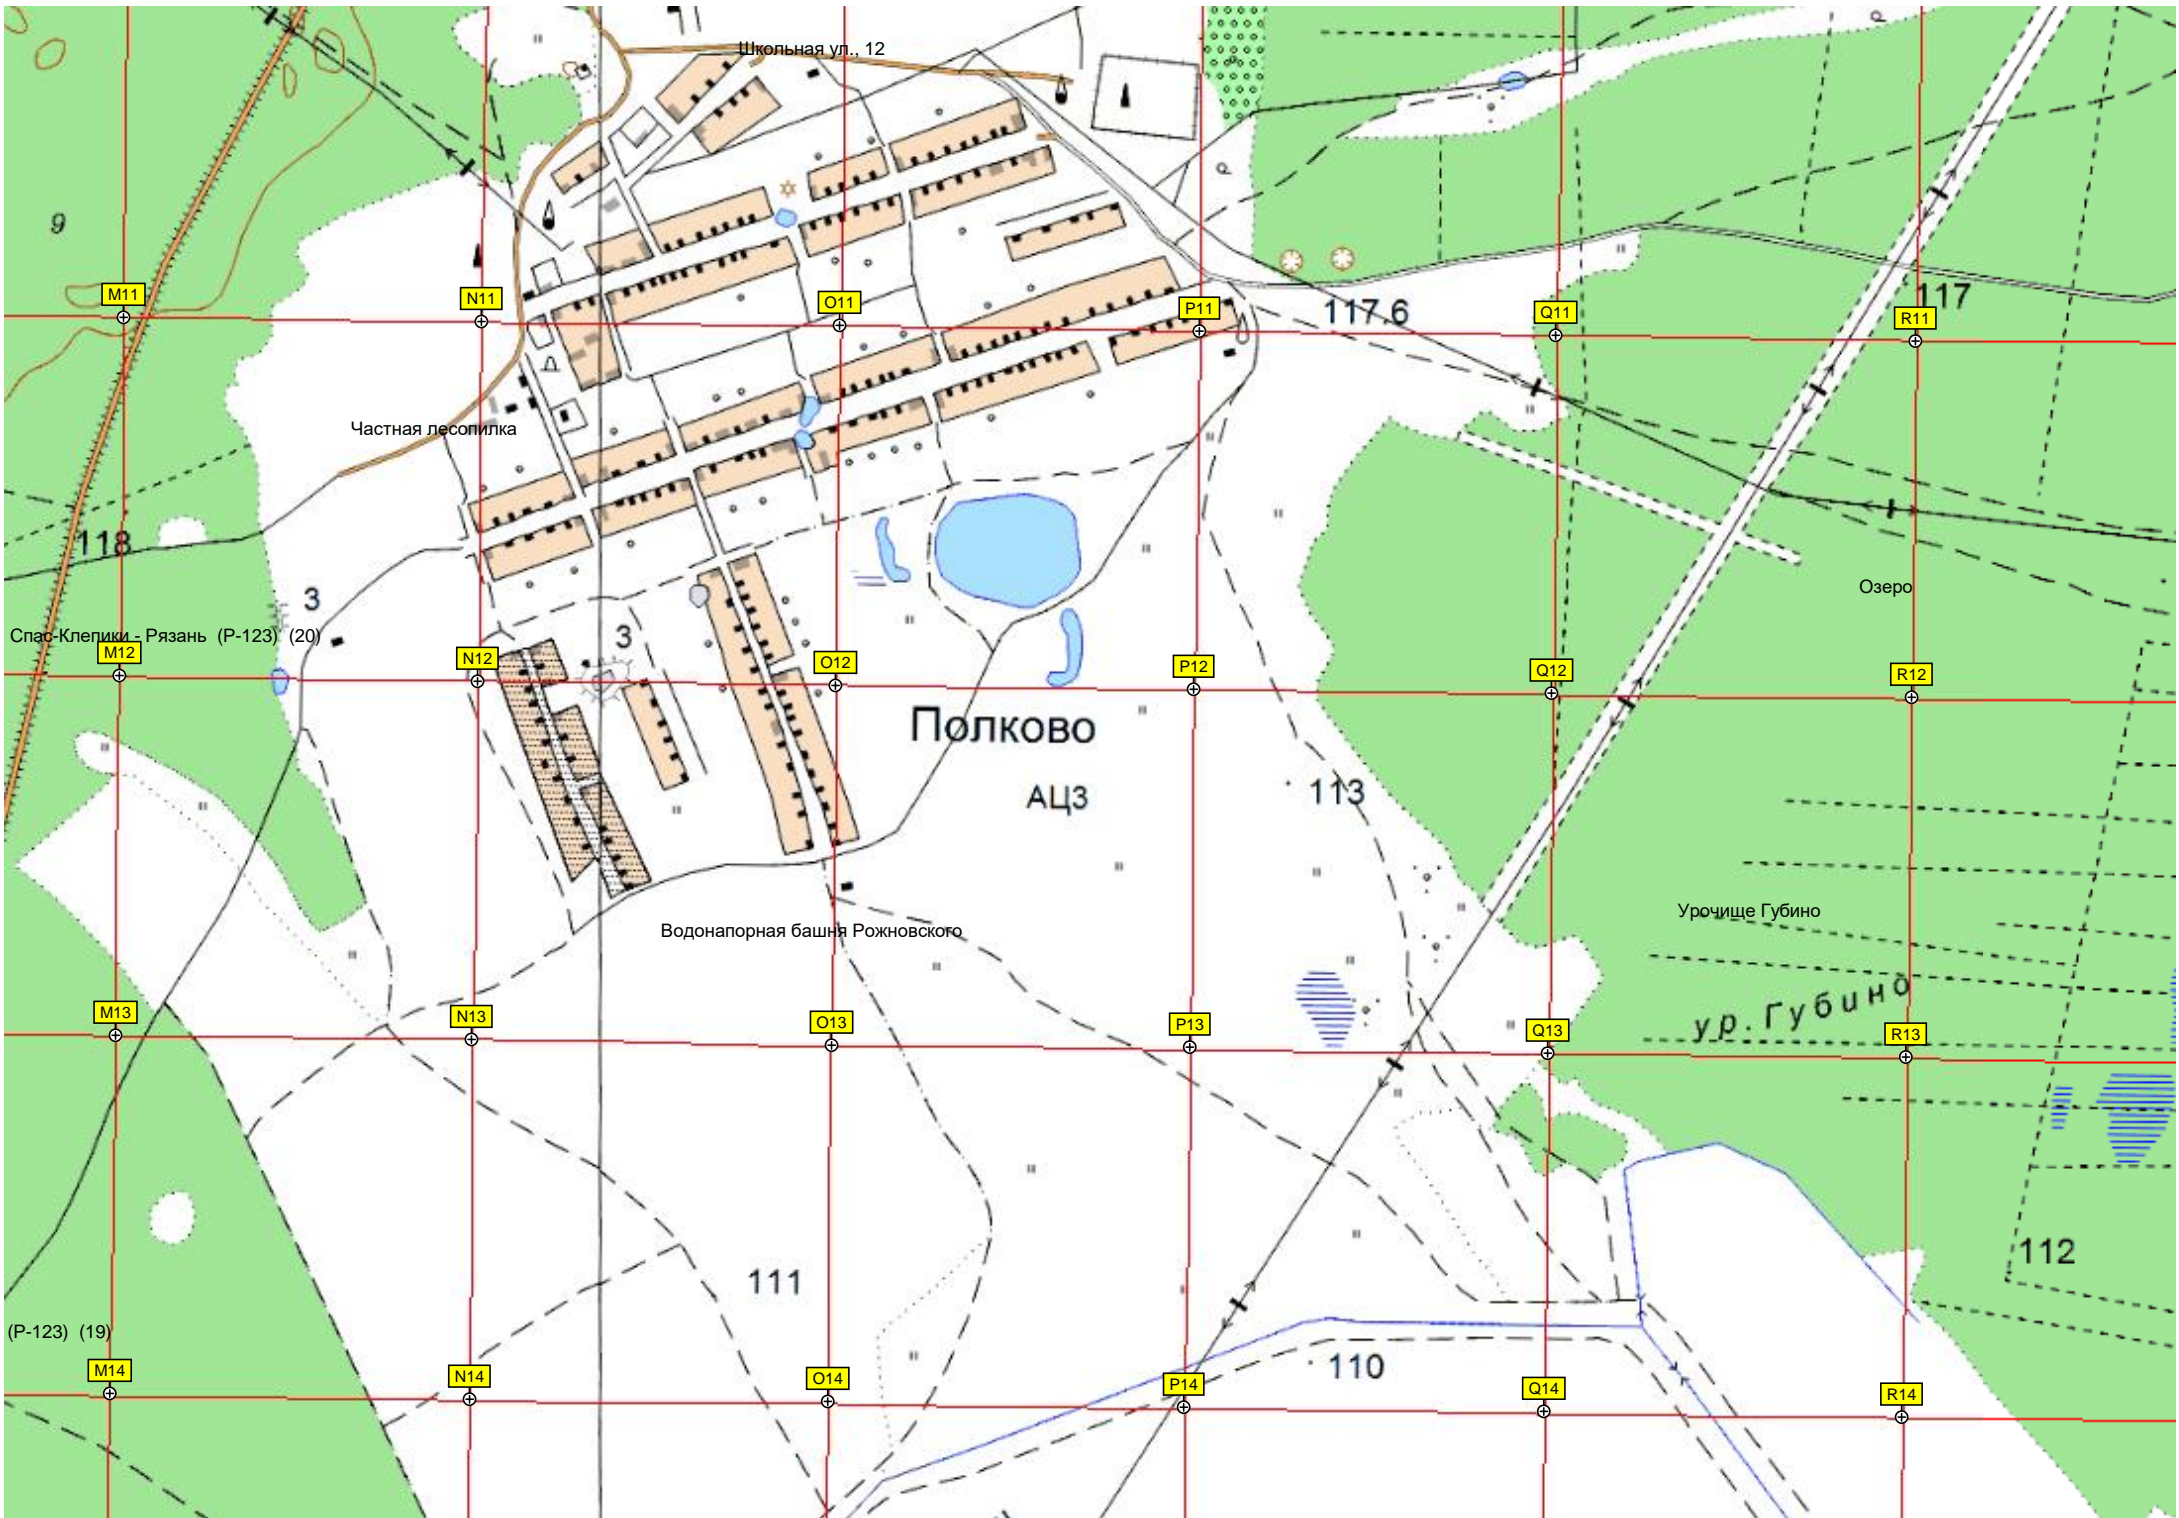 Школьная ул., 12
9
M11
N11
O11
P11
117,6
Q11
117
R11
Частная лесопилка
118
Озеро
3
Спас-Клепики - Рязань (Р-123) (20)
3
M12
N12
O12
P12
Q12
R12
Полково
АЦЗ
113
Водонапорная башня Рожновского
Урочище Губино
ур. Губино
M13
N13
O13
P13
Q13
R13
111
112
(Р-123) (19)
110
M14
N14
O14
P14
Q14
R14